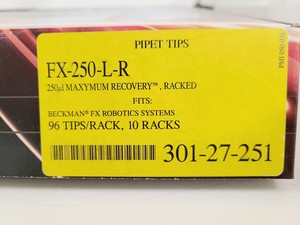 PIPET TIPS
FX-250-L-R
250µl MAXYMUM RECOVERY™, RACKED
FITS:
BECKMAN® FX ROBOTICS SYSTEMS
96 TIPS/RACK, 10 RACKS
301-27-251